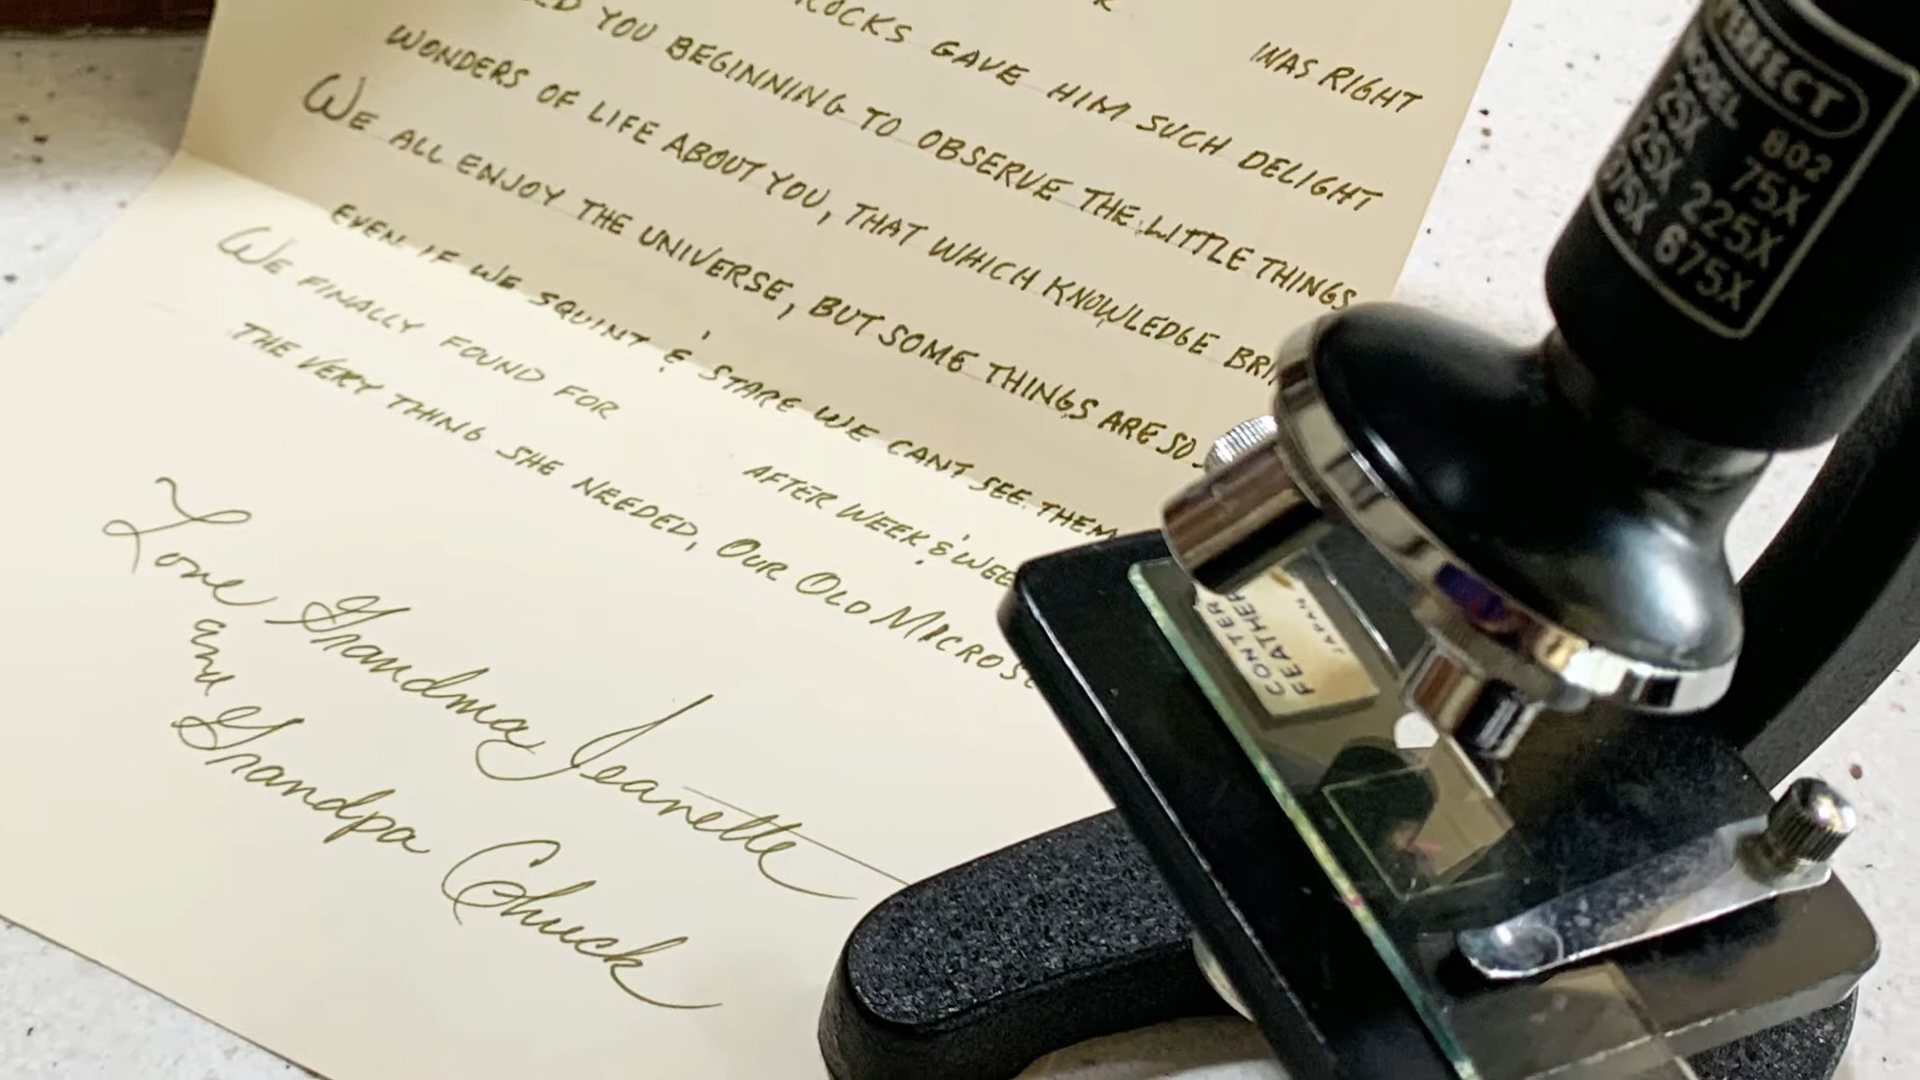 WAS RIGHT
COCKS GAVE HIM SUCH DELIGHT
YOU BEGINNING TO OBSERVE THE LITTLE THINGS
WONDERS OF LIFE ABOUT YOU, THAT WHICH KNOWLEDGE BRI
WE ALL ENJOY THE UNIVERSE, BUT SOME THINGS ARE SO
EVEN IF WE SQUINT & STARE WE CANT SEE THEM
WE FINALLY FOUND FOR AFTER WEEK & WEE
THE VERY THING SHE NEEDED, OUR OLD MICROS
Love Grandma Jeanette
and
Grandpa Chuck
MODEL 802
25X 75X
225X
675X
CONTER
FEATHER
JAPAN